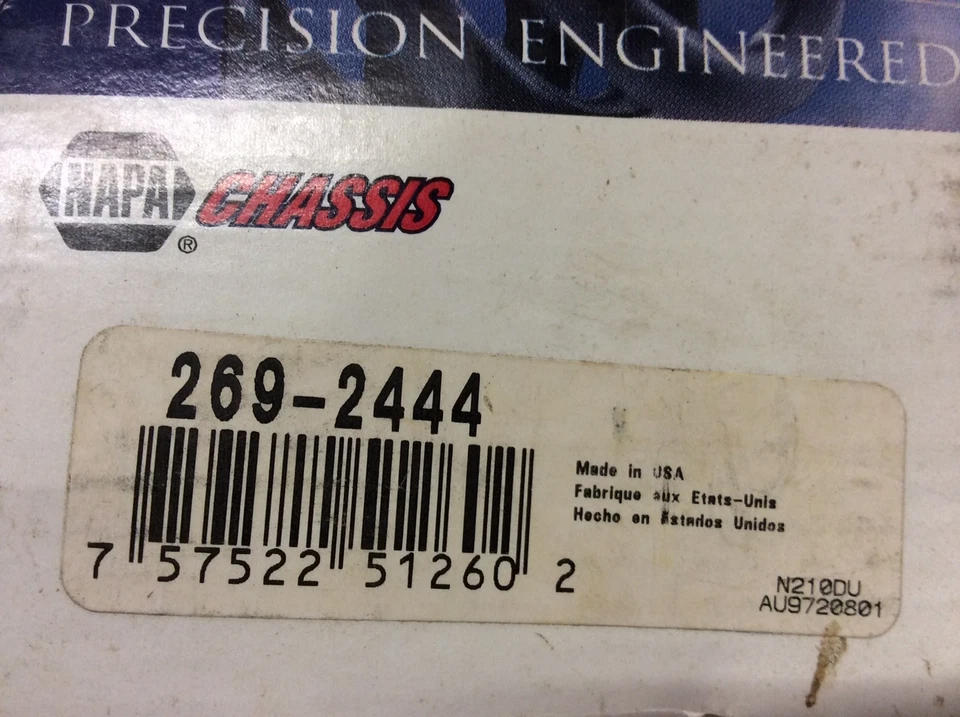 PRECISION ENGINEERED
NAPA CHASSIS
®
269-2444
Made in USA
Fabrique aux Etats-Unis
Hecho en Estados Unidos
7 57522 51260 2
N210DU
AU9720801